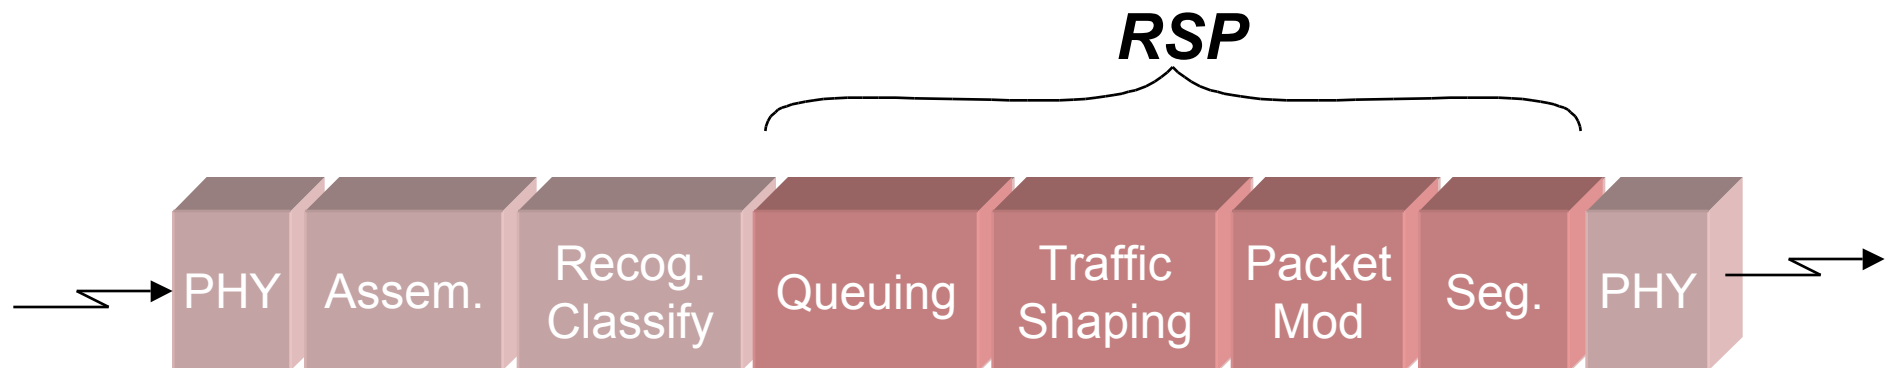 RSP
PHY
Assem.
Recog.
Classify
Queuing
Traffic
Shaping
Packet
Mod
Seg.
PHY